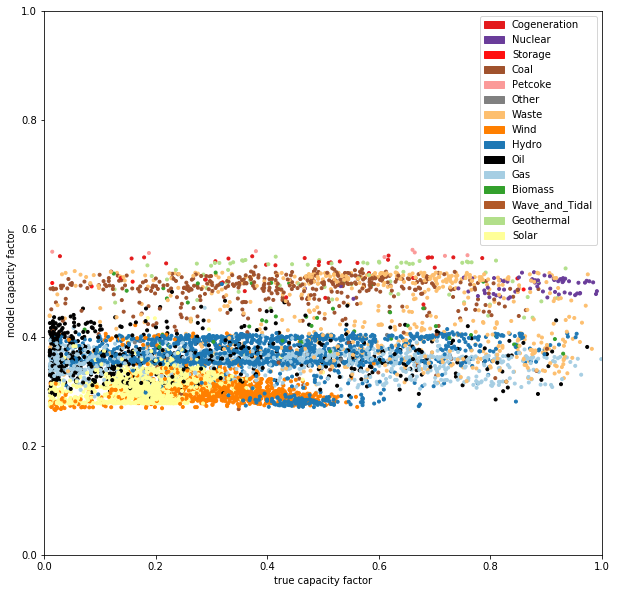 1.0
0.8
0.6
0.4
0.2
0.0
model capacity factor
Cogeneration
Nuclear
Storage
Coal
Petcoke
Other
Waste
Wind
Hydro
Oil
Gas
Biomass
Wave_and_Tidal
Geothermal
Solar
0.0 0.2 0.4 0.6 0.8 1.0
true capacity factor